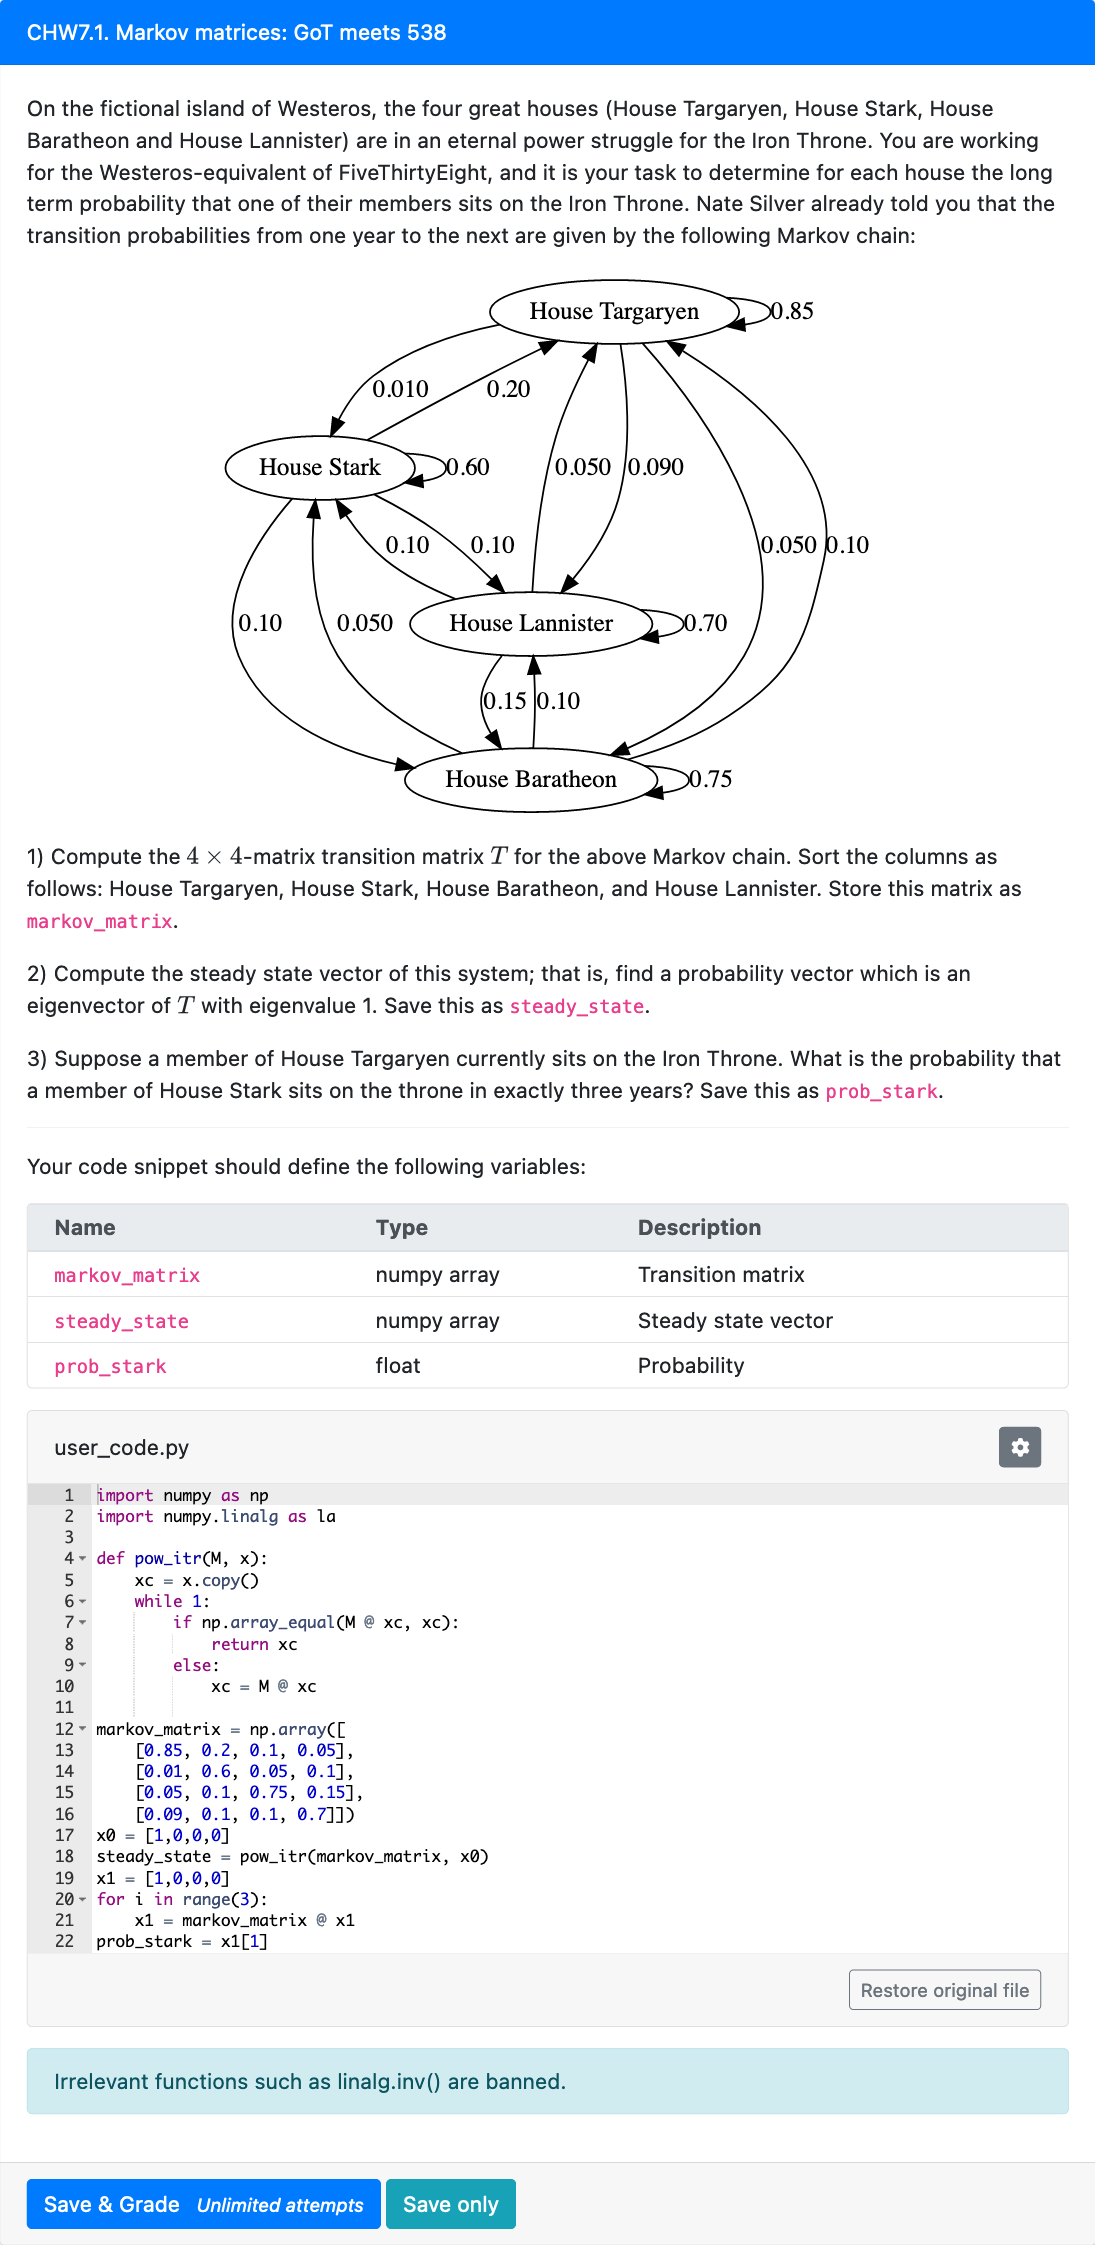 CHW7.1. Markov matrices: GoT meets 538
On the fictional island of Westeros, the four great houses (House Targaryen, House Stark, House
Baratheon and House Lannister) are in an eternal power struggle for the Iron Throne. You are working
for the Westeros-equivalent of FiveThirtyEight, and it is your task to determine for each house the long
term probability that one of their members sits on the Iron Throne. Nate Silver already told you that the
transition probabilities from one year to the next are given by the following Markov chain:
House Targaryen 0.85
0.010 0.20
House Stark 0.60 0.050 0.090
0.10 0.10 0.050 0.10
0.10 0.050 House Lannister 0.70
0.15 0.10
House Baratheon 0.75
1) Compute the 4 × 4-matrix transition matrix T for the above Markov chain. Sort the columns as
follows: House Targaryen, House Stark, House Baratheon, and House Lannister. Store this matrix as
markov_matrix.
2) Compute the steady state vector of this system; that is, find a probability vector which is an
eigenvector of T with eigenvalue 1. Save this as steady_state.
3) Suppose a member of House Targaryen currently sits on the Iron Throne. What is the probability that
a member of House Stark sits on the throne in exactly three years? Save this as prob_stark.
Your code snippet should define the following variables:
Name Type Description
markov_matrix numpy array Transition matrix
steady_state numpy array Steady state vector
prob_stark float Probability
user_code.py
1 import numpy as np
2 import numpy.linalg as la
3
4 def pow_itr(M, x):
5     xc = x.copy()
6     while 1:
7         if np.array_equal(M @ xc, xc):
8             return xc
9         else:
10             xc = M @ xc
11
12 markov_matrix = np.array([
13     [0.85, 0.2, 0.1, 0.05],
14     [0.01, 0.6, 0.05, 0.1],
15     [0.05, 0.1, 0.75, 0.15],
16     [0.09, 0.1, 0.1, 0.7]])
17 x0 = [1,0,0,0]
18 steady_state = pow_itr(markov_matrix, x0)
19 x1 = [1,0,0,0]
20 for i in range(3):
21     x1 = markov_matrix @ x1
22 prob_stark = x1[1]
Restore original file
Irrelevant functions such as linalg.inv() are banned.
Save & Grade Unlimited attempts Save only